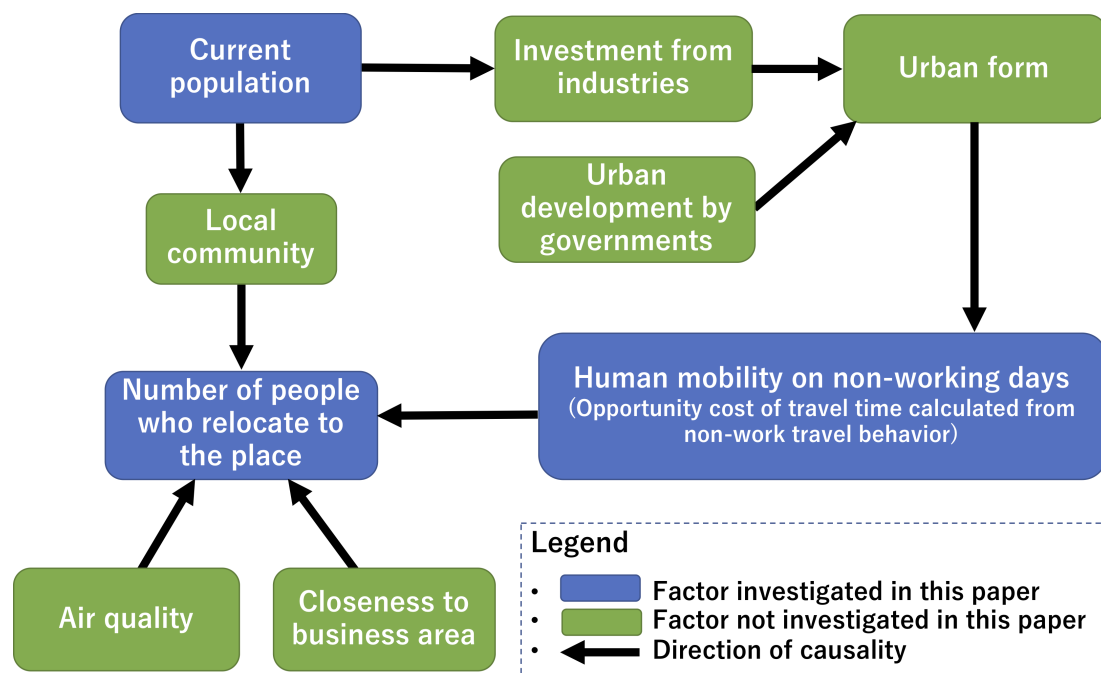 Current
population
Investment from
industries
Urban form
Urban
development by
governments
Local
community
Number of people
who relocate to
the place
Human mobility on non-working days
(Opportunity cost of travel time calculated from
non-work travel behavior)
Air quality
Closeness to
business area
Legend
• Factor investigated in this paper
• Factor not investigated in this paper
• Direction of causality